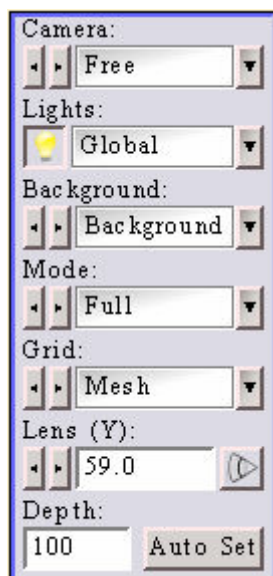 Camera:
Free
Lights:
Global
Background:
Background
Mode:
Full
Grid:
Mesh
Lens (Y):
59.0
Depth:
100 Auto Set